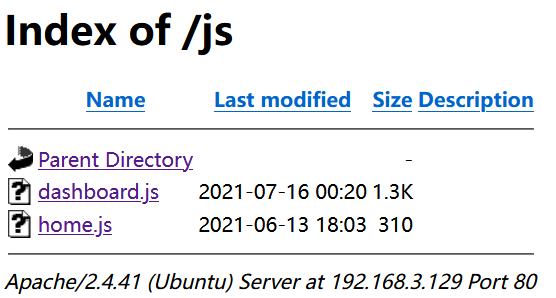 Index of /js
Name Last modified Size Description
Parent Directory -
dashboard.js 2021-07-16 00:20 1.3K
home.js 2021-06-13 18:03 310
Apache/2.4.41 (Ubuntu) Server at 192.168.3.129 Port 80